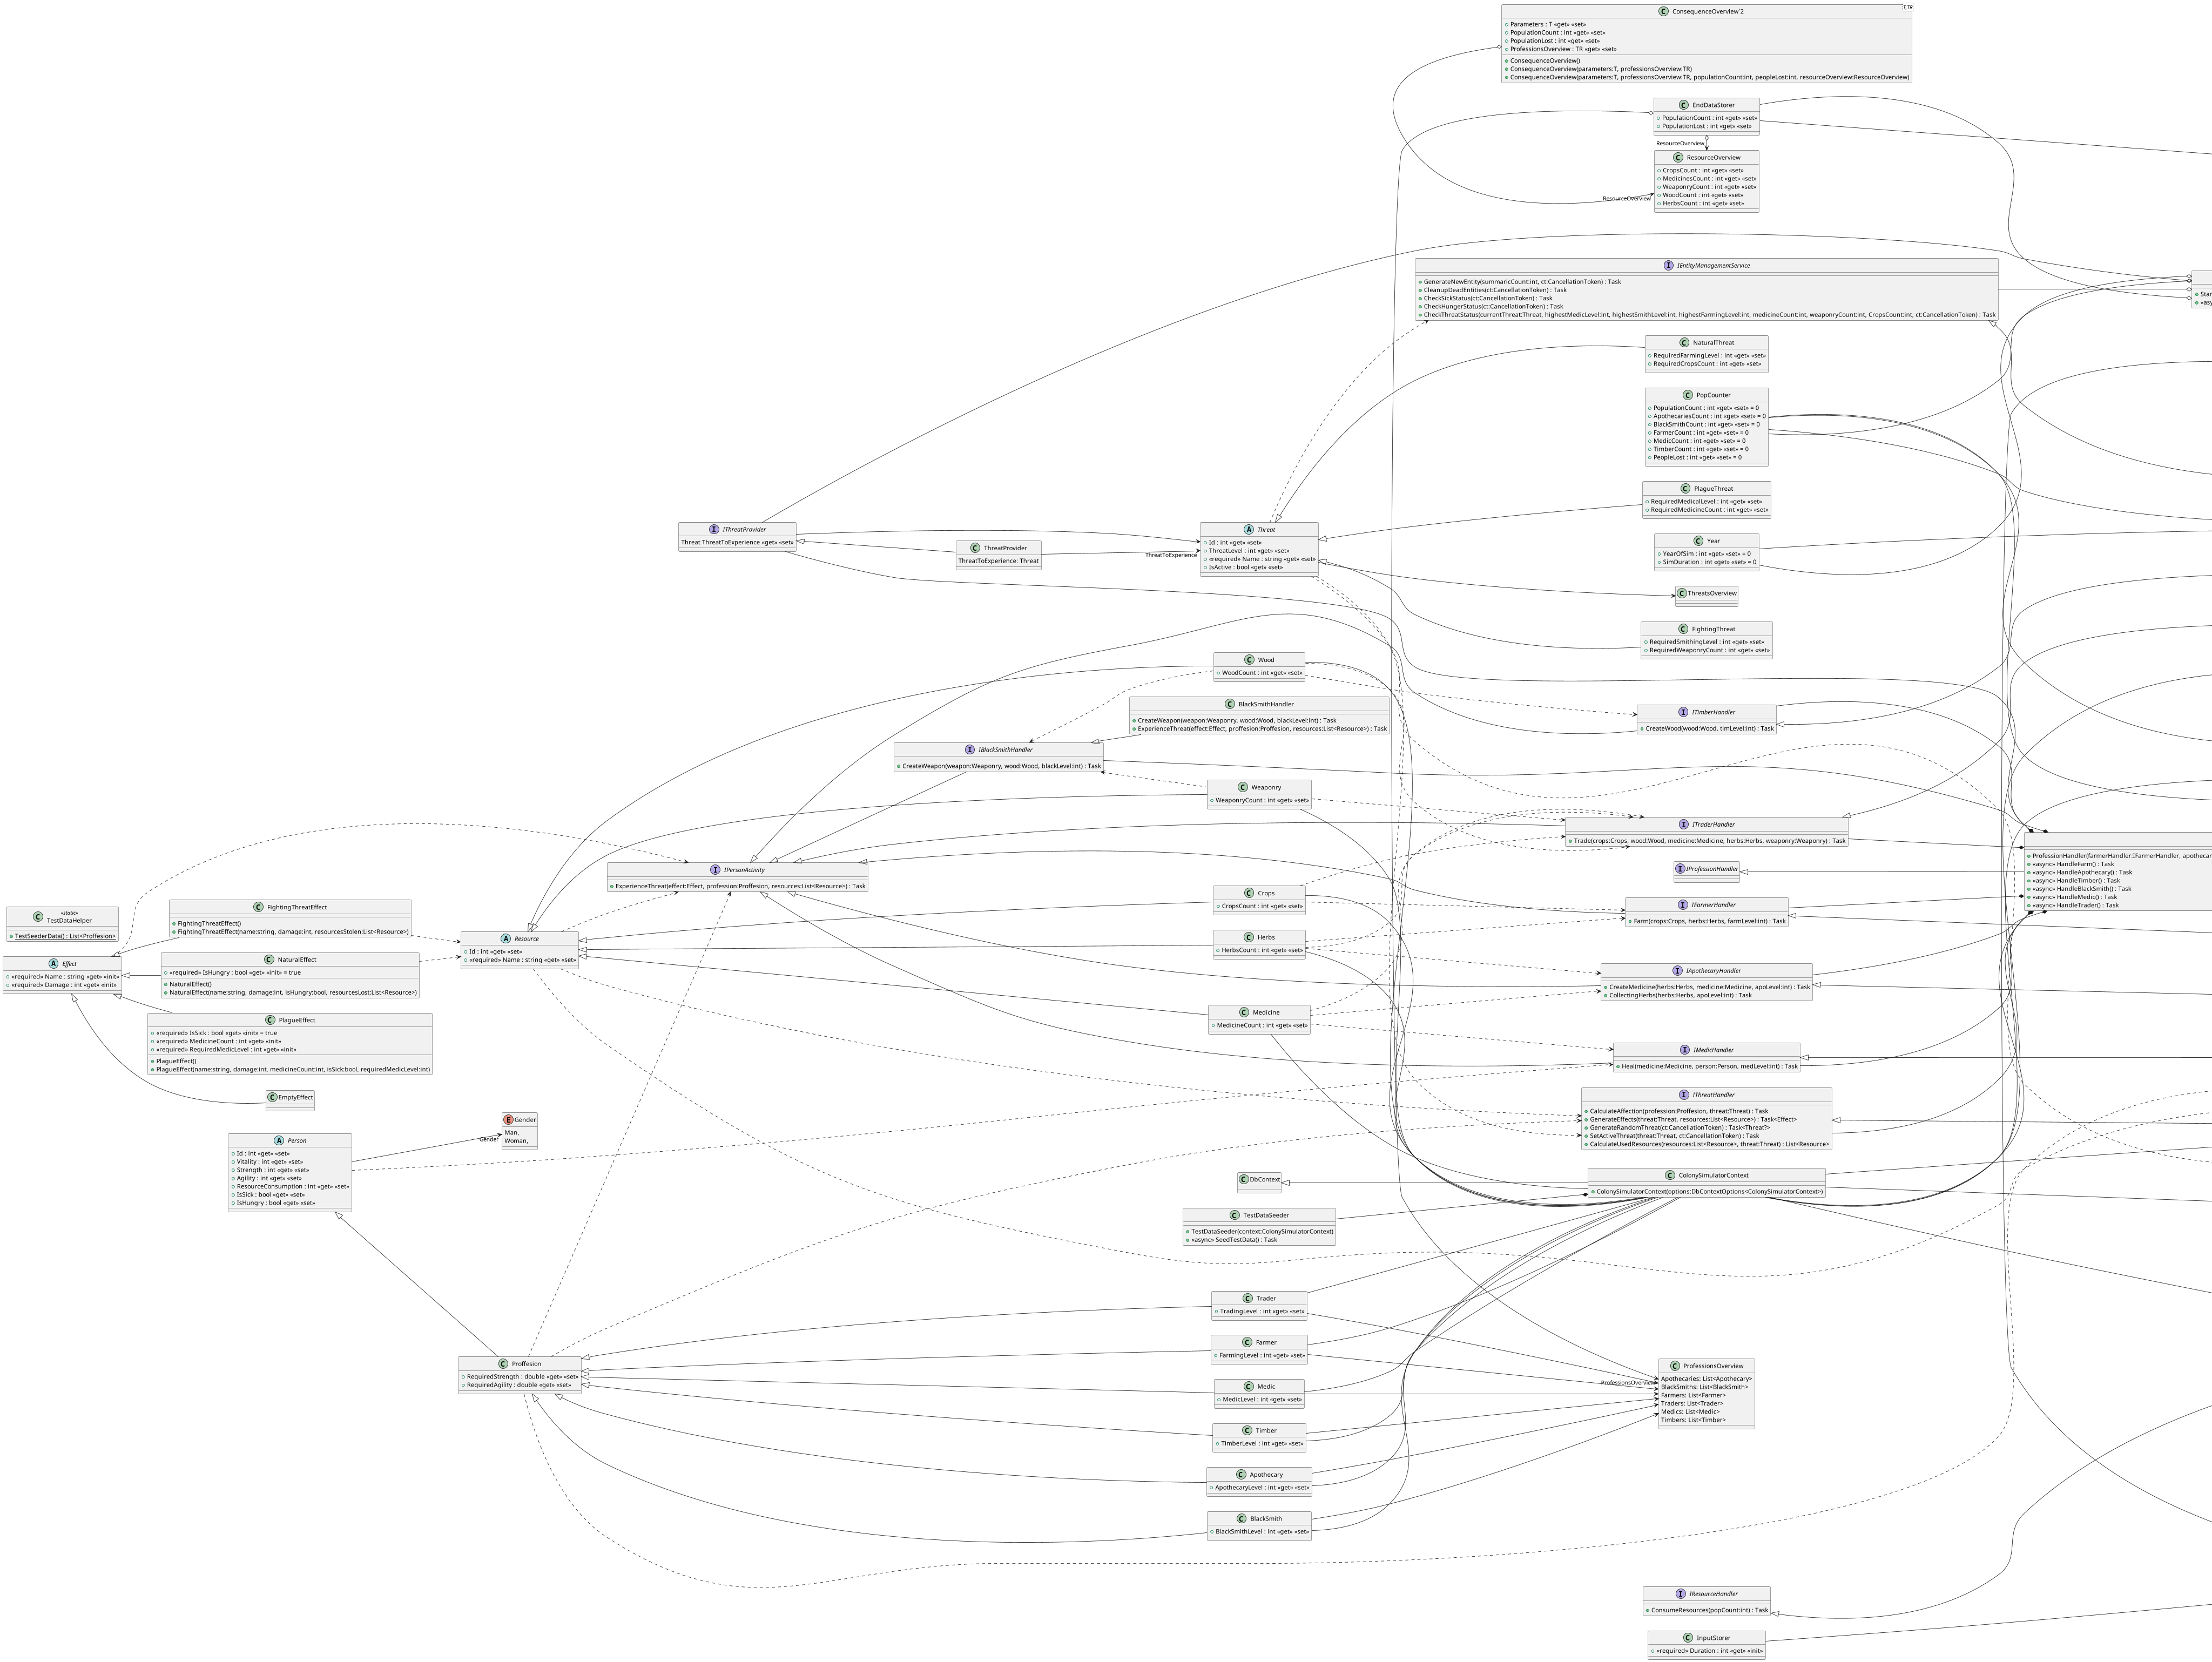 ConsequenceOverview`2
T,TR
Parameters : T «get» «set»
PopulationCount : int «get» «set»
PopulationLost : int «get» «set»
ProfessionsOverview : TR «get» «set»
ConsequenceOverview()
ConsequenceOverview(parameters:T, professionsOverview:TR)
ConsequenceOverview(parameters:T, professionsOverview:TR, populationCount:int, peopleLost:int, resourceOverview:ResourceOverview)
EndDataStorer
PopulationCount : int «get» «set»
PopulationLost : int «get» «set»
ResourceOverview
ResourceOverview
CropsCount : int «get» «set»
MedicinesCount : int «get» «set»
WeaponryCount : int «get» «set»
WoodCount : int «get» «set»
HerbsCount : int «get» «set»
ResourceOverview
IEntityManagementService
GenerateNewEntity(summaricCount:int, ct:CancellationToken) : Task
CleanupDeadEntities(ct:CancellationToken) : Task
CheckSickStatus(ct:CancellationToken) : Task
CheckHungerStatus(ct:CancellationToken) : Task
CheckThreatStatus(currentThreat:Threat, highestMedicLevel:int, highestSmithLevel:int, highestFarmingLevel:int, medicineCount:int, weaponryCount:int, CropsCount:int, ct:CancellationToken) : Task
Star
«asy
NaturalThreat
RequiredFarmingLevel : int «get» «set»
RequiredCropsCount : int «get» «set»
PopCounter
PopulationCount : int «get» «set» = 0
ApothecariesCount : int «get» «set» = 0
BlackSmithCount : int «get» «set» = 0
FarmerCount : int «get» «set» = 0
MedicCount : int «get» «set» = 0
TimberCount : int «get» «set» = 0
PeopleLost : int «get» «set» = 0
PlagueThreat
RequiredMedicalLevel : int «get» «set»
RequiredMedicineCount : int «get» «set»
IThreatProvider
Threat ThreatToExperience «get» «set»
ThreatProvider
ThreatToExperience: Threat
ThreatToExperience
Threat
Id : int «get» «set»
ThreatLevel : int «get» «set»
«required» Name : string «get» «set»
IsActive : bool «get» «set»
Year
YearOfSim : int «get» «set» = 0
SimDuration : int «get» «set» = 0
ThreatsOverview
FightingThreat
RequiredSmithingLevel : int «get» «set»
RequiredWeaponryCount : int «get» «set»
Wood
WoodCount : int «get» «set»
BlackSmithHandler
CreateWeapon(weapon:Weaponry, wood:Wood, blackLevel:int) : Task
ExperienceThreat(effect:Effect, proffesion:Proffesion, resources:List<Resource>) : Task
ITimberHandler
CreateWood(wood:Wood, timLevel:int) : Task
IBlackSmithHandler
CreateWeapon(weapon:Weaponry, wood:Wood, blackLevel:int) : Task
Weaponry
WeaponryCount : int «get» «set»
ITraderHandler
Trade(crops:Crops, wood:Wood, medicine:Medicine, herbs:Herbs, weaponry:Weaponry) : Task
IProfessionHandler
ProfessionHandler(farmerHandler:IFarmerHandler, apothecar
«async» HandleFarm() : Task
«async» HandleApothecary() : Task
«async» HandleTimber() : Task
«async» HandleBlackSmith() : Task
«async» HandleMedic() : Task
«async» HandleTrader() : Task
IPersonActivity
ExperienceThreat(effect:Effect, profession:Proffesion, resources:List<Resource>) : Task
Crops
CropsCount : int «get» «set»
IFarmerHandler
Farm(crops:Crops, herbs:Herbs, farmLevel:int) : Task
«static»
TestDataHelper
TestSeederData() : List<Proffesion>
FightingThreatEffect
FightingThreatEffect()
FightingThreatEffect(name:string, damage:int, resourcesStolen:List<Resource>)
Resource
Id : int «get» «set»
«required» Name : string «get» «set»
Herbs
HerbsCount : int «get» «set»
Effect
«required» Name : string «get» «init»
«required» Damage : int «get» «init»
NaturalEffect
«required» IsHungry : bool «get» «init» = true
NaturalEffect()
NaturalEffect(name:string, damage:int, isHungry:bool, resourcesLost:List<Resource>)
IApothecaryHandler
CreateMedicine(herbs:Herbs, medicine:Medicine, apoLevel:int) : Task
CollectingHerbs(herbs:Herbs, apoLevel:int) : Task
PlagueEffect
«required» IsSick : bool «get» «init» = true
«required» MedicineCount : int «get» «init»
«required» RequiredMedicLevel : int «get» «init»
PlagueEffect()
PlagueEffect(name:string, damage:int, medicineCount:int, isSick:bool, requiredMedicLevel:int)
Medicine
MedicineCount : int «get» «set»
IMedicHandler
Heal(medicine:Medicine, person:Person, medLevel:int) : Task
EmptyEffect
IThreatHandler
CalculateAffection(profession:Proffesion, threat:Threat) : Task
GenerateEffects(threat:Threat, resources:List<Resource>) : Task<Effect>
GenerateRandomThreat(ct:CancellationToken) : Task<Threat?>
SetActiveThreat(threat:Threat, ct:CancellationToken) : Task
CalculateUsedResources(resources:List<Resource>, threat:Threat) : List<Resource>
Gender
Man,
Woman,
Gender
Person
Id : int «get» «set»
Vitality : int «get» «set»
Strength : int «get» «set»
Agility : int «get» «set»
ResourceConsumption : int «get» «set»
IsSick : bool «get» «set»
IsHungry : bool «get» «set»
DbContext
ColonySimulatorContext
ColonySimulatorContext(options:DbContextOptions<ColonySimulatorContext>)
TestDataSeeder
TestDataSeeder(context:ColonySimulatorContext)
«async» SeedTestData() : Task
Trader
TradingLevel : int «get» «set»
Farmer
FarmingLevel : int «get» «set»
Proffesion
RequiredStrength : double «get» «set»
RequiredAgility : double «get» «set»
Medic
MedicLevel : int «get» «set»
ProfessionsOverview
ProfessionsOverview
Apothecaries: List<Apothecary>
BlackSmiths: List<BlackSmith>
Farmers: List<Farmer>
Traders: List<Trader>
Medics: List<Medic>
Timbers: List<Timber>
Timber
TimberLevel : int «get» «set»
Apothecary
ApothecaryLevel : int «get» «set»
BlackSmith
BlackSmithLevel : int «get» «set»
IResourceHandler
ConsumeResources(popCount:int) : Task
InputStorer
«required» Duration : int «get» «init»